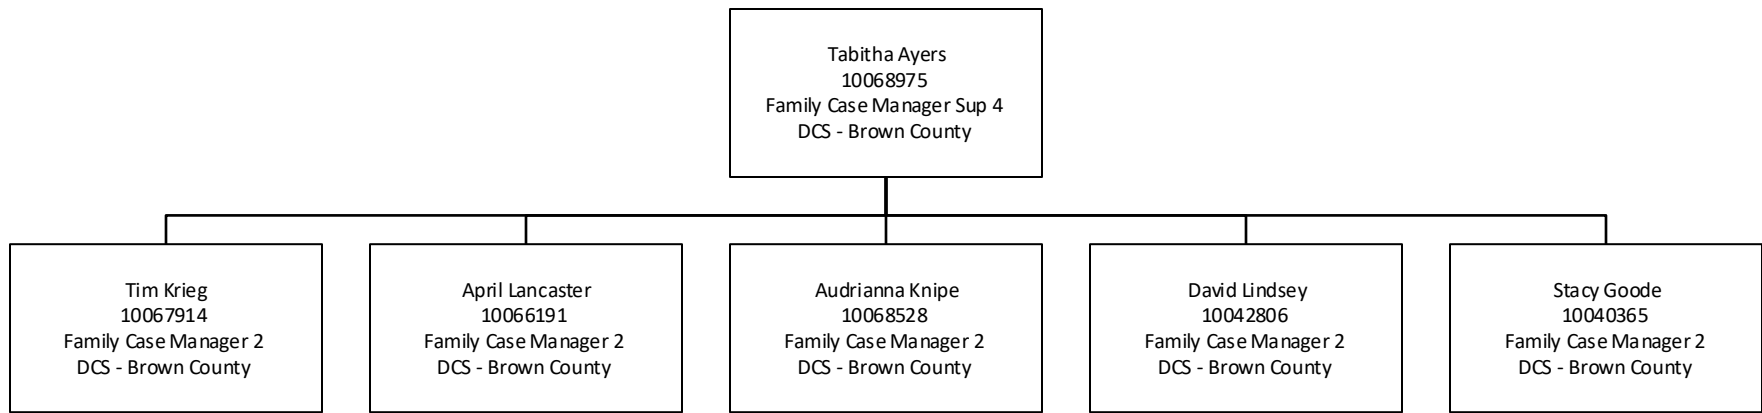 Tabitha Ayers
10068975
Family Case Manager Sup 4
DCS - Brown County
Tim Krieg
10067914
Family Case Manager 2
DCS - Brown County
April Lancaster
10066191
Family Case Manager 2
DCS - Brown County
Audrianna Knipe
10068528
Family Case Manager 2
DCS - Brown County
David Lindsey
10042806
Family Case Manager 2
DCS - Brown County
Stacy Goode
10040365
Family Case Manager 2
DCS - Brown County